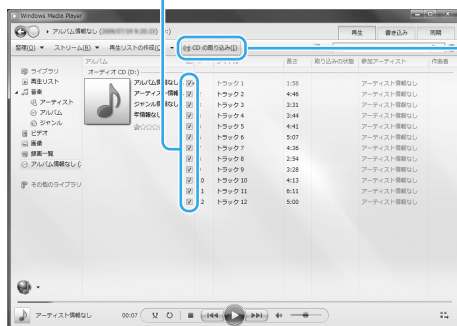 Windows Media Player
アルバム情報なし
再生 書き込み 同期
整理(O) ストリーム(R) 再生リストの作成(C) CD の取り込み(I)
アルバム 長さ 取り込みの状態 参加アーティスト 作曲者
オーディオ CD (D:)
ライブラリ
再生リスト
音楽
アーティスト
アルバム
ジャンル
ビデオ
画像
録画一覧
アルバム情報なし (
その他のライブラリ
年情報なし
トラック 1 1:58 アーティスト情報なし
トラック 2 4:46 アーティスト情報なし
トラック 3 3:31 アーティスト情報なし
トラック 4 3:44 アーティスト情報なし
トラック 5 4:41 アーティスト情報なし
トラック 6 5:07 アーティスト情報なし
トラック 7 4:36 アーティスト情報なし
トラック 8 2:54 アーティスト情報なし
トラック 9 3:28 アーティスト情報なし
トラック 10 4:13 アーティスト情報なし
トラック 11 6:11 アーティスト情報なし
トラック 12 5:00 アーティスト情報なし
アーティスト情報なし 00:07